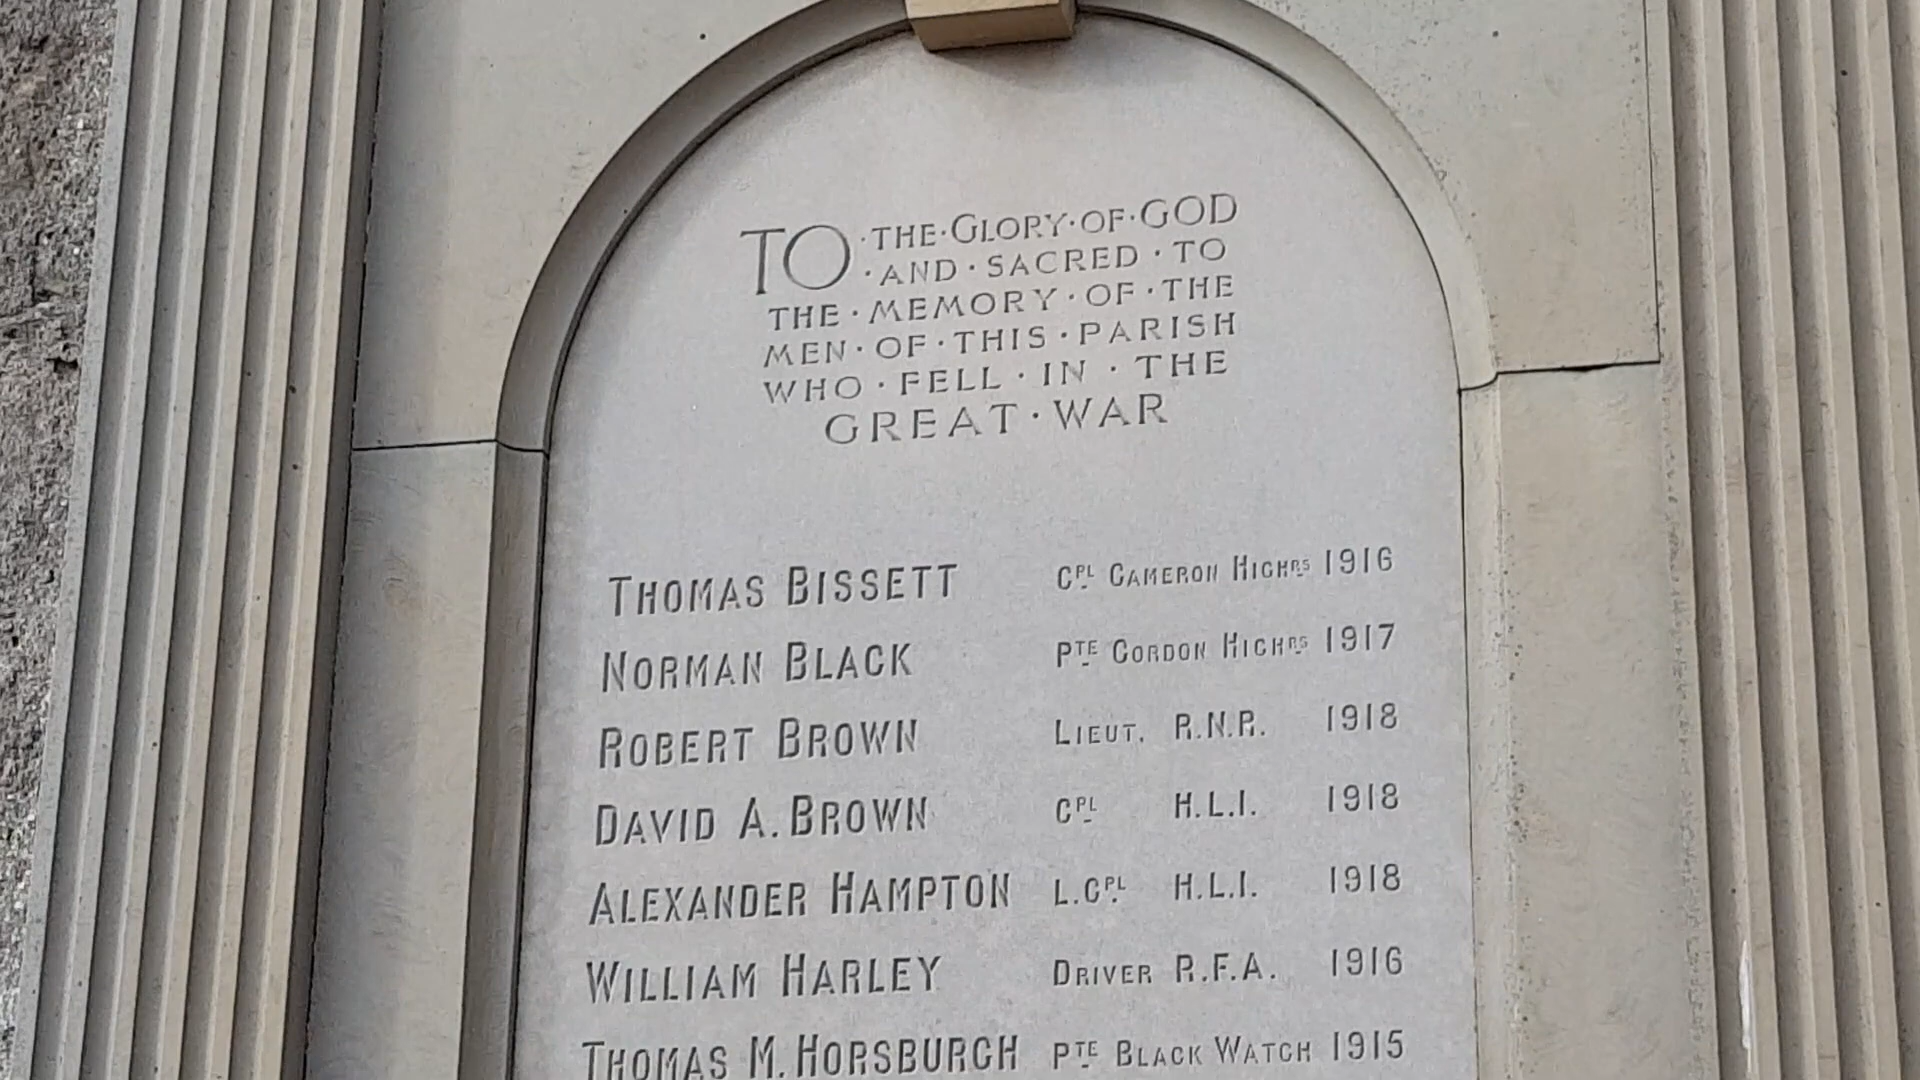 TO · THE · GLORY · OF · GOD
· AND · SACRED · TO
THE · MEMORY · OF · THE
MEN · OF · THIS · PARISH
WHO · FELL · IN · THE
GREAT · WAR
THOMAS BISSETT CPL CAMERON HIGHRS 1916
NORMAN BLACK PTE GORDON HIGHRS 1917
ROBERT BROWN LIEUT. R.N.R. 1918
DAVID A. BROWN CPL H.L.I. 1918
ALEXANDER HAMPTON L.CPL H.L.I. 1918
WILLIAM HARLEY DRIVER R.F.A. 1916
THOMAS M. HORSBURGH PTE BLACK WATCH 1915